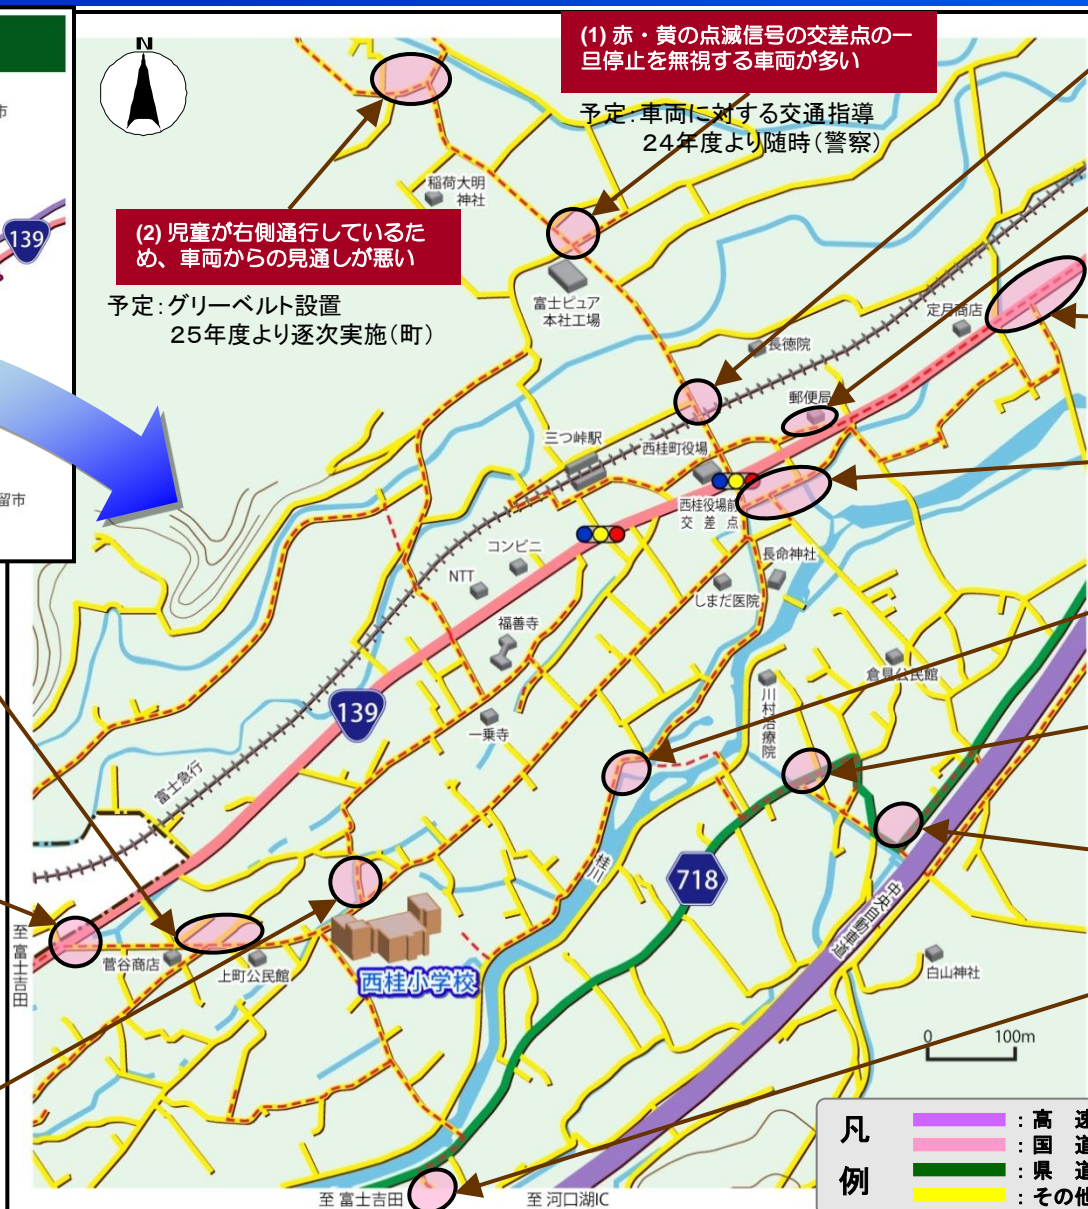 市
139
留市
N
(1) 赤・黄の点滅信号の交差点の一
旦停止を無視する車両が多い
予定:車両に対する交通指導
24年度より随時(警察)
稲荷大明
神社
(2) 児童が右側通行しているた
め、車両からの見通しが悪い
予定:グリーベルト設置
25年度より逐次実施(町)
富士ピュア
本社工場
定月商店
長徳院
郵便局
三つ峠駅
西桂町役場
西桂役場前
交差点
コンビニ
NTT
長命神社
しまだ医院
福善寺
倉見公民館
川村治療院
139
一乗寺
富士急行
桂川
718
中央自動車道
至 富士吉田
菅谷商店
上町公民館
西桂小学校
白山神社
0 100m
至 富士吉田
至 河口湖IC
凡例
:高 速
:国 道
:県 道
:その他